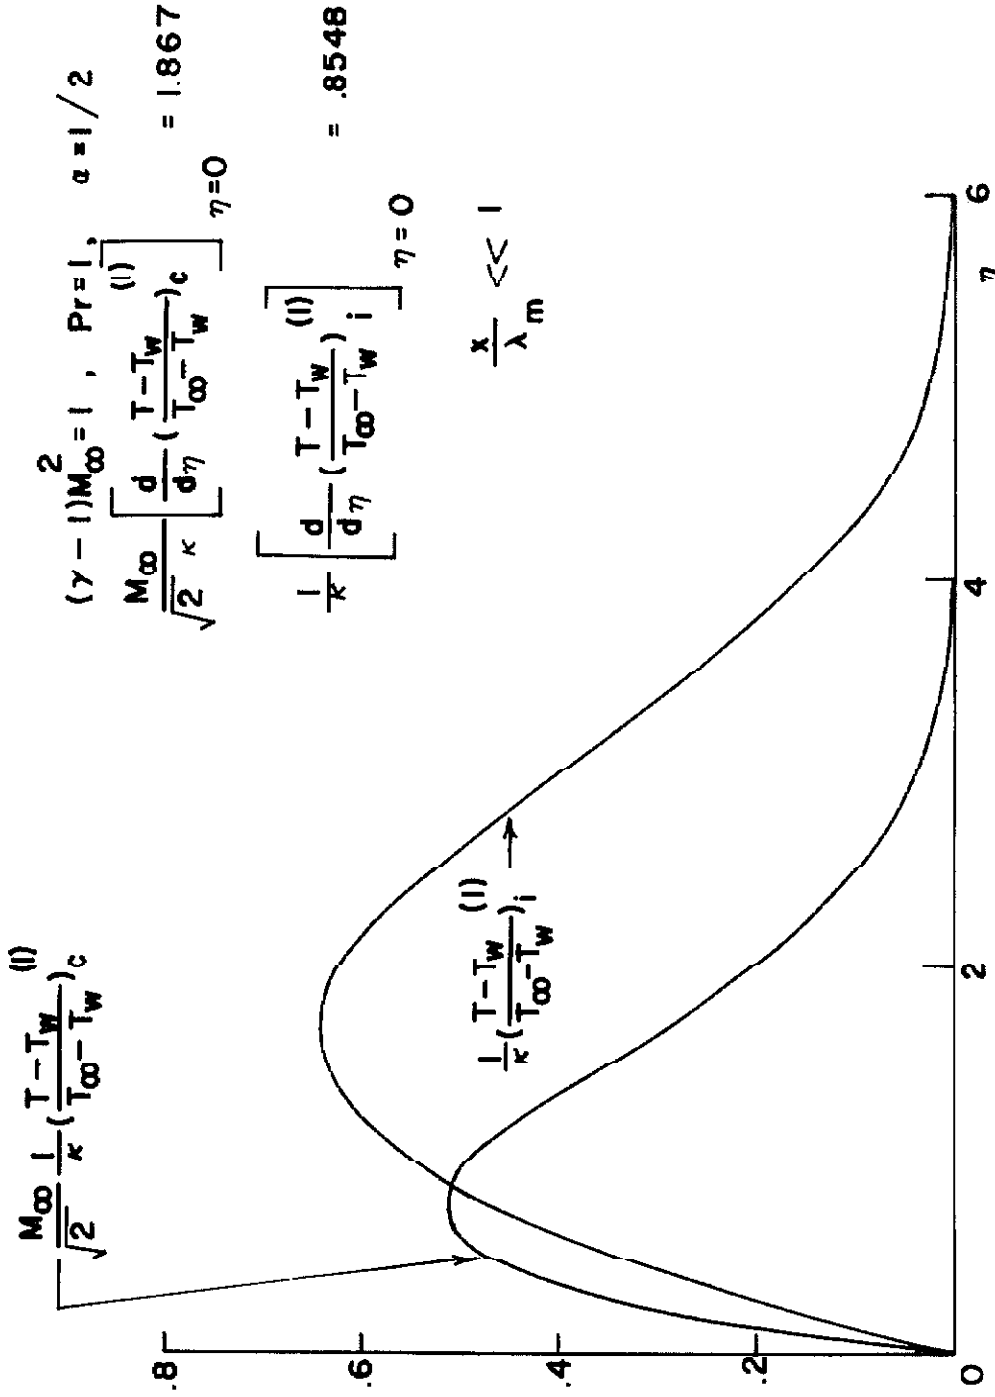 (γ-1)M∞²=1 , Pr=1, α=1/2
M∞/√2 κ [d/dη (T-Tw/T∞-Tw)c(1)]η=0 = 1.867
1/κ [d/dη (T-Tw/T∞-Tw)i(1)]η=0 = .8548
x/λm << 1
M∞/√2 1/κ (T-Tw/T∞-Tw)c(1)
1/κ (T-Tw/T∞-Tw)i(1)
.8
.6
.4
.2
0
2
4
6
η